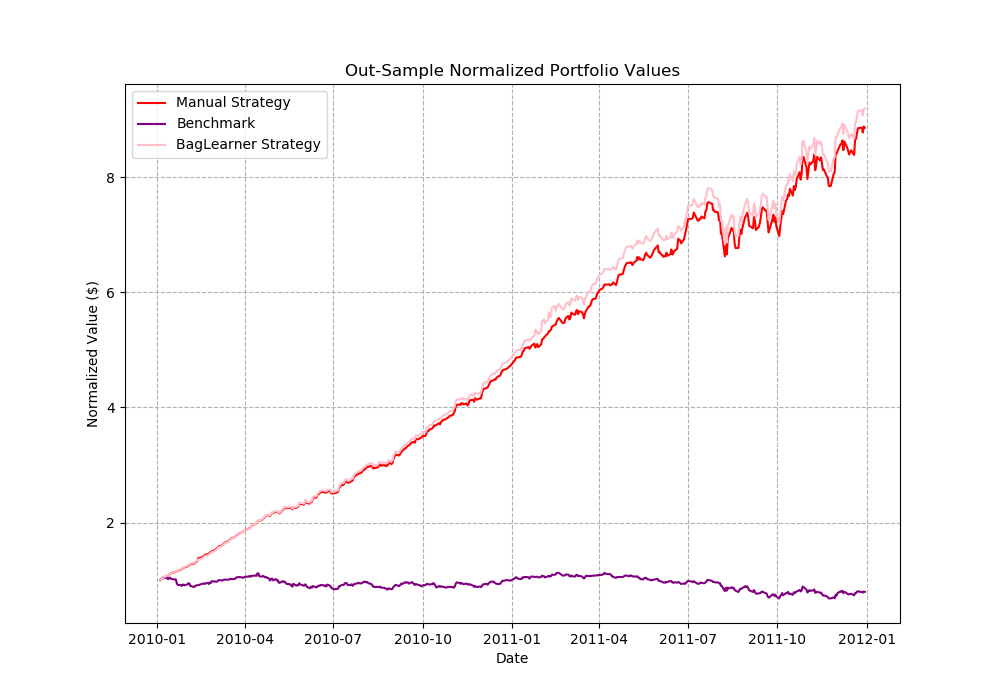 Out-Sample Normalized Portfolio Values
Manual Strategy
Benchmark
BagLearner Strategy
Normalized Value ($)
8
6
4
2
2010-01 2010-04 2010-07 2010-10 2011-01 2011-04 2011-07 2011-10 2012-01
Date